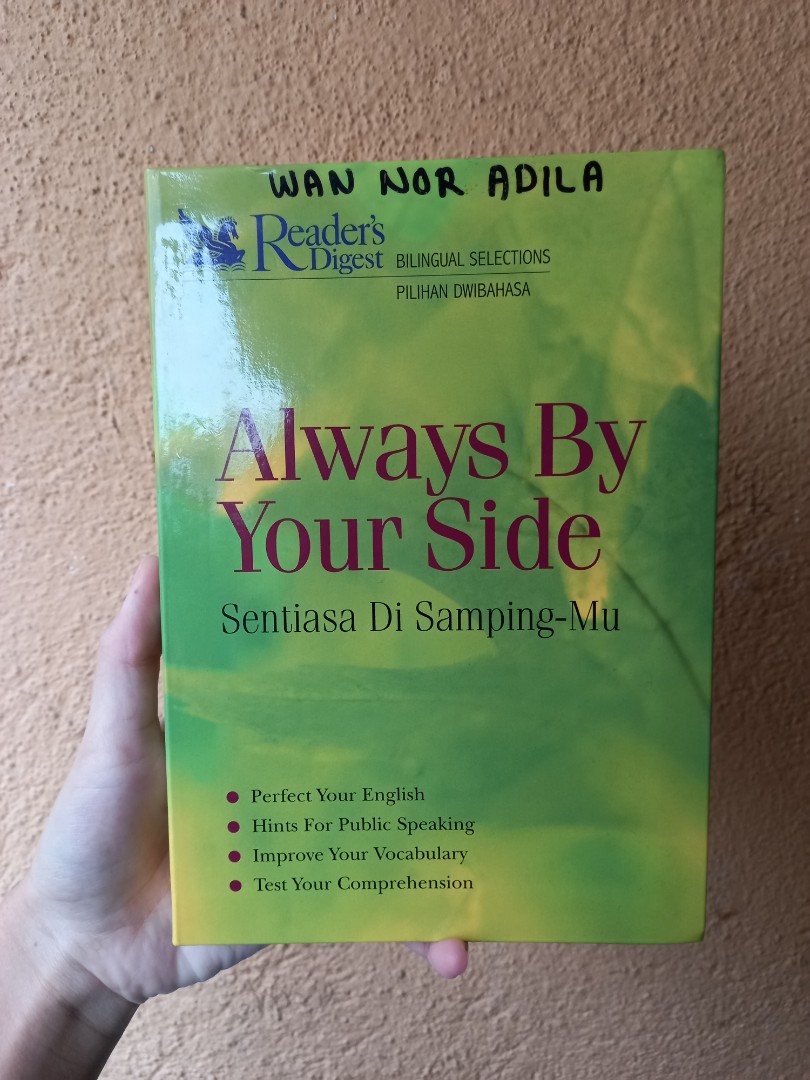 WAN NOR ADILA
Reader's
Digest
BILINGUAL SELECTIONS
PILIHAN DWIBAHASA
Always By
Your Side
Sentiasa Di Samping-Mu
• Perfect Your English
• Hints For Public Speaking
• Improve Your Vocabulary
• Test Your Comprehension